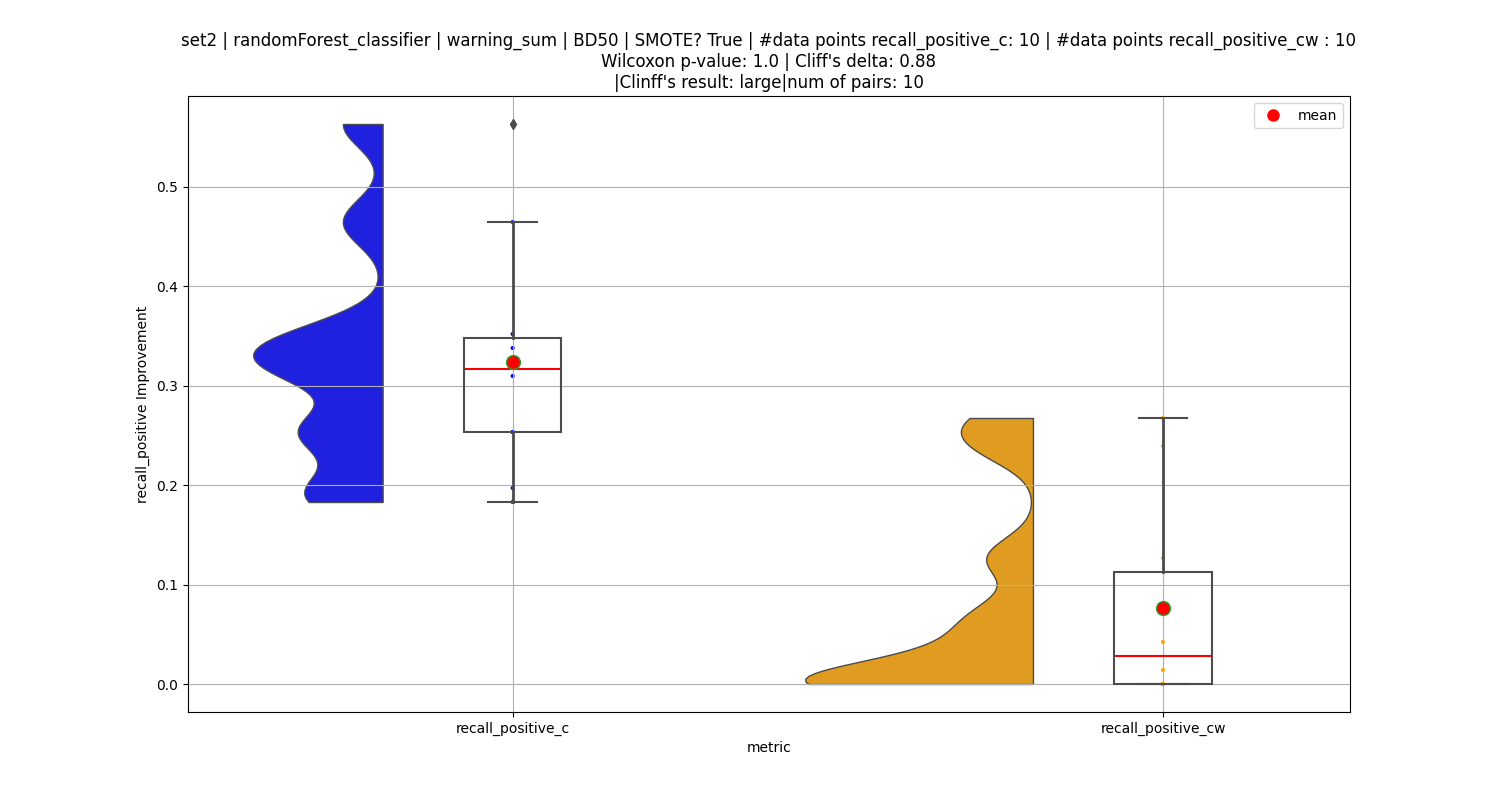 set2 | randomForest_classifier | warning_sum | BD50 | SMOTE? True | #data points recall_positive_c: 10 | #data points recall_positive_cw : 10
Wilcoxon p-value: 1.0 | Cliff's delta: 0.88
|Clinff's result: large|num of pairs: 10
mean
0.5
0.4
0.3
0.2
0.1
0.0
recall_positive Improvement
recall_positive_c
recall_positive_cw
metric